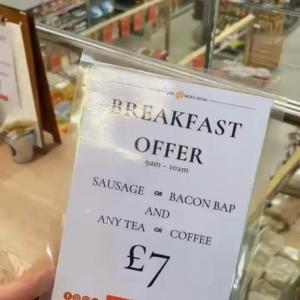 BREAKFAST
OFFER
9am - 10am
SAUSAGE OR BACON BAP
AND
ANY TEA OR COFFEE
£7